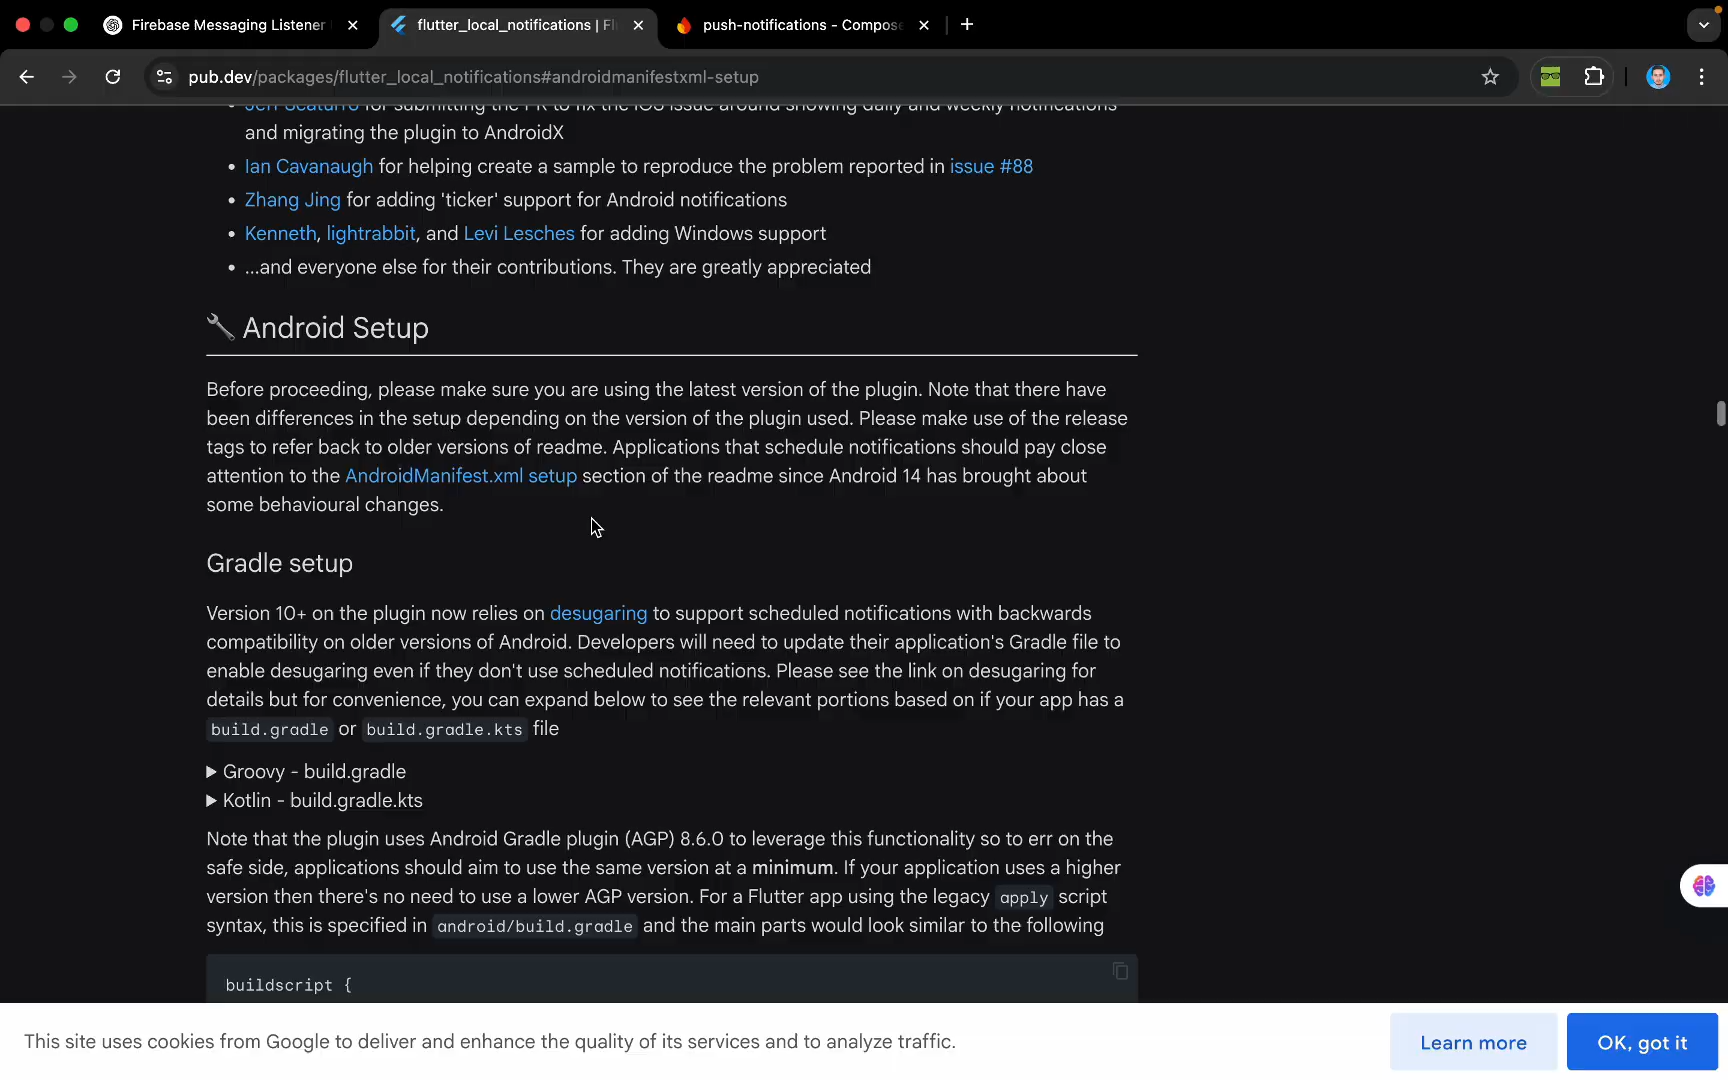 Firebase Messaging Listener
flutter_local_notifications | Fl
push-notifications - Compose
pub.dev/packages/flutter_local_notifications#androidmanifestxml-setup
Jeff Scaturro for submitting the PR to fix the iOS issue around showing daily and weekly notifications
and migrating the plugin to AndroidX
• Ian Cavanaugh for helping create a sample to reproduce the problem reported in issue #88
• Zhang Jing for adding 'ticker' support for Android notifications
• Kenneth, lightrabbit, and Levi Lesches for adding Windows support
• ...and everyone else for their contributions. They are greatly appreciated
🔧 Android Setup
Before proceeding, please make sure you are using the latest version of the plugin. Note that there have
been differences in the setup depending on the version of the plugin used. Please make use of the release
tags to refer back to older versions of readme. Applications that schedule notifications should pay close
attention to the AndroidManifest.xml setup section of the readme since Android 14 has brought about
some behavioural changes.
Gradle setup
Version 10+ on the plugin now relies on desugaring to support scheduled notifications with backwards
compatibility on older versions of Android. Developers will need to update their application's Gradle file to
enable desugaring even if they don't use scheduled notifications. Please see the link on desugaring for
details but for convenience, you can expand below to see the relevant portions based on if your app has a
build.gradle or build.gradle.kts file
▶ Groovy - build.gradle
▶ Kotlin - build.gradle.kts
Note that the plugin uses Android Gradle plugin (AGP) 8.6.0 to leverage this functionality so to err on the
safe side, applications should aim to use the same version at a minimum. If your application uses a higher
version then there's no need to use a lower AGP version. For a Flutter app using the legacy apply script
syntax, this is specified in android/build.gradle and the main parts would look similar to the following
buildscript {
This site uses cookies from Google to deliver and enhance the quality of its services and to analyze traffic.
Learn more
OK, got it